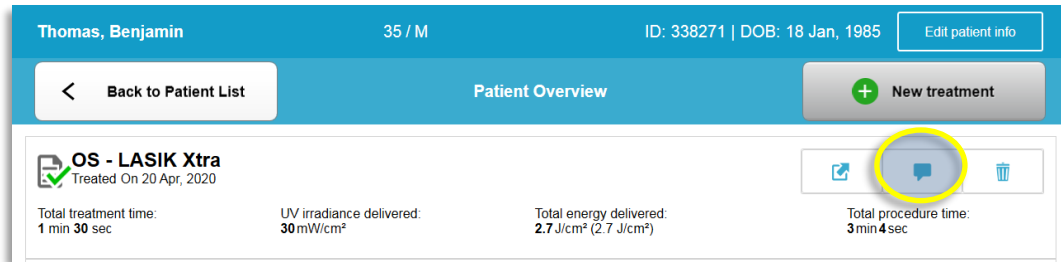 Thomas, Benjamin 35 / M ID: 338271 | DOB: 18 Jan, 1985 Edit patient info
Back to Patient List Patient Overview New treatment
OS - LASIK Xtra
Treated On 20 Apr, 2020
Total treatment time: UV irradiance delivered: Total energy delivered: Total procedure time:
1 min 30 sec 30 mW/cm² 2.7 J/cm² (2.7 J/cm²) 3 min 4 sec